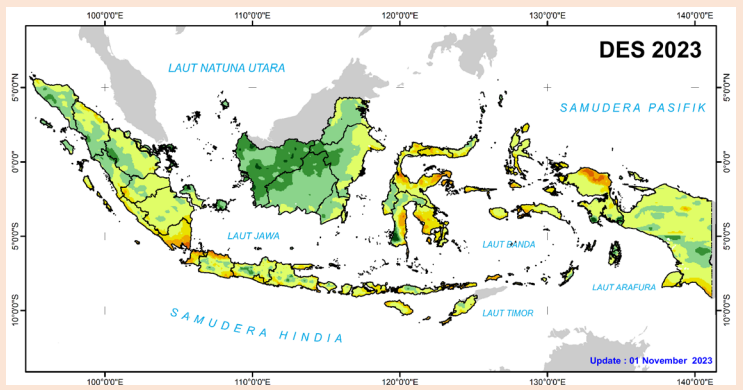 100°0'0"E 110°0'0"E 120°0'0"E 130°0'0"E 140°0'0"E
DES 2023
LAUT NATUNA UTARA
5°0'0"N 5°0'0"N
SAMUDERA PASIFIK
0°0'0" 0°0'0"
LAUT JAWA
LAUT BANDA
5°0'0"S 5°0'0"S
LAUT ARAFURA
SAMUDERA HINDIA
LAUT TIMOR
10°0'0"S 10°0'0"S
Update : 01 November 2023
100°0'0"E 110°0'0"E 120°0'0"E 130°0'0"E 140°0'0"E